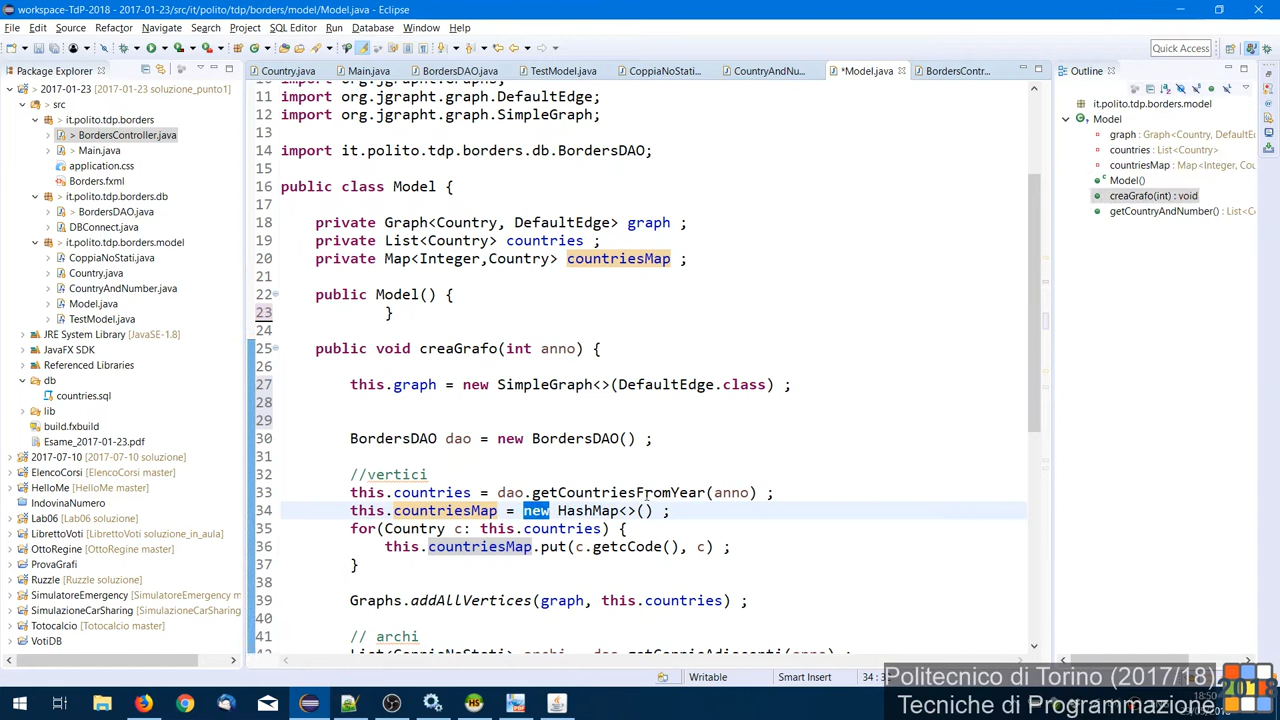 workspace-TdP-2018 - 2017-01-23/src/it/polito/tdp/borders/model/Model.java - Eclipse
File Edit Source Refactor Navigate Search Project SQL Editor Run Database Window Help
Quick Access
Package Explorer
Country.java Main.java BordersDAO.java TestModel.java CoppiaNoStati... CountryAndNu... *Model.java BordersContr...
Outline
2017-01-23 [2017-01-23 soluzione_punto1]
src
it.polito.tdp.borders
> BordersController.java
> Main.java
application.css
Borders.fxml
it.polito.tdp.borders.db
> BordersDAO.java
DBConnect.java
it.polito.tdp.borders.model
CoppiaNoStati.java
Country.java
CountryAndNumber.java
Model.java
TestModel.java
JRE System Library [JavaSE-1.8]
JavaFX SDK
Referenced Libraries
db
countries.sql
lib
build.fxbuild
Esame_2017-01-23.pdf
2017-07-10 [2017-07-10 soluzione]
ElencoCorsi [ElencoCorsi master]
HelloMe [HelloMe master]
IndovinaNumero
Lab06 [Lab06 soluzione]
LibrettoVoti [LibrettoVoti soluzione_in_aula]
OttoRegine [OttoRegine master]
ProvaGrafi
Ruzzle [Ruzzle soluzione]
SimulatoreEmergency [SimulatoreEmergency master]
SimulazioneCarSharing [SimulazioneCarSharing
Totocalcio [Totocalcio master]
VotiDB
11 import org.jgrapht.graph.DefaultEdge;
12 import org.jgrapht.graph.SimpleGraph;
13
14 import it.polito.tdp.borders.db.BordersDAO;
15
16 public class Model {
17
18 private Graph<Country, DefaultEdge> graph ;
19 private List<Country> countries ;
20 private Map<Integer,Country> countriesMap ;
21
22 public Model() {
23 }
24
25 public void creaGrafo(int anno) {
26
27 this.graph = new SimpleGraph<>(DefaultEdge.class) ;
28
29
30 BordersDAO dao = new BordersDAO() ;
31
32 //vertici
33 this.countries = dao.getCountriesFromYear(anno) ;
34 this.countriesMap = new HashMap<>() ;
35 for(Country c: this.countries) {
36 this.countriesMap.put(c.getcCode(), c) ;
37 }
38
39 Graphs.addAllVertices(graph, this.countries) ;
40
41 // archi
it.polito.tdp.borders.model
Model
graph : Graph<Country, DefaultE
countries : List<Country>
countriesMap : Map<Integer, Cou
Model()
creaGrafo(int) : void
getCountryAndNumber() : List<C
Writable Smart Insert 34 : 3
Politecnico di Torino (2017/18)
Tecniche di Programmazione
2018
18:50